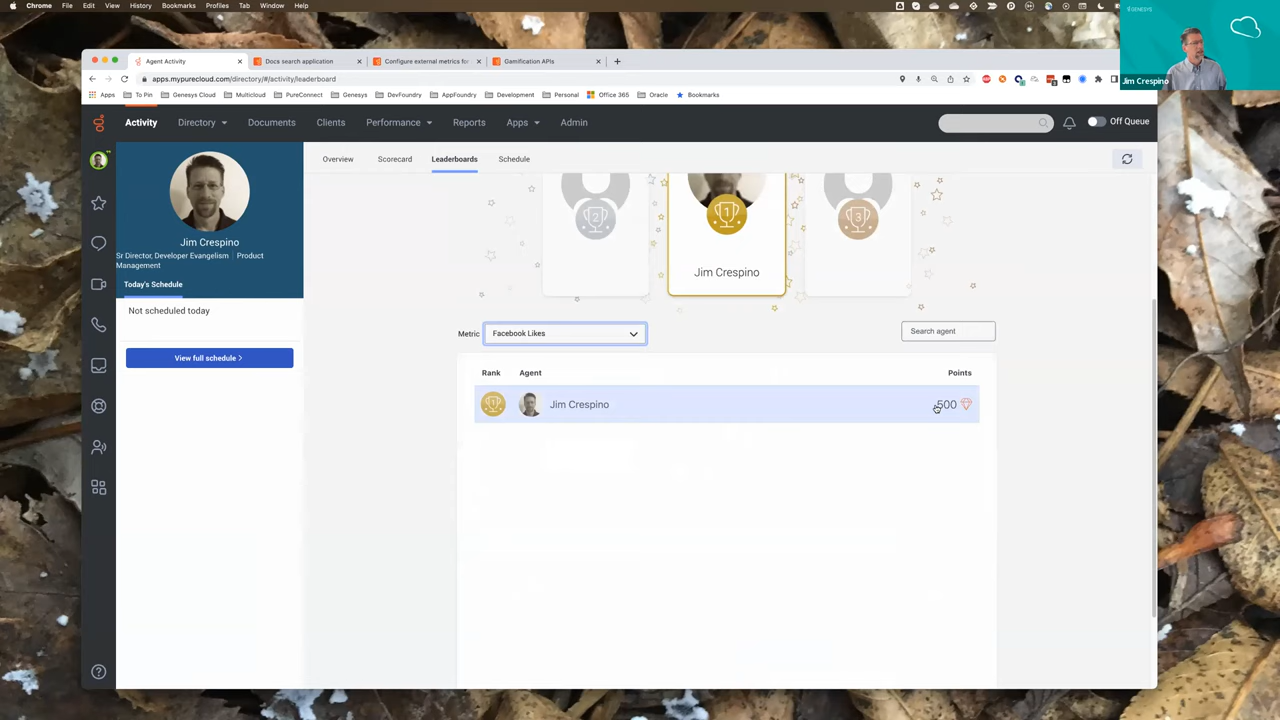 Chrome File Edit View History Bookmarks Profiles Tab Window Help
GENESYS
Jim Crespino
Agent Activity
Docs search application
Configure external metrics for
Gamification APIs
apps.mypurecloud.com/directory/#/activity/leaderboard
Apps To Pin Genesys Cloud Multicloud PureConnect Genesys DevFoundry AppFoundry Development Personal Office 365 Oracle Bookmarks
Activity Directory Documents Clients Performance Reports Apps Admin Off Queue
Overview Scorecard Leaderboards Schedule
Jim Crespino
Sr Director, Developer Evangelism Product
Management
Today's Schedule
Not scheduled today
View full schedule
2 1 3
Jim Crespino
Metric Facebook Likes Search agent
Rank Agent Points
1 Jim Crespino 500